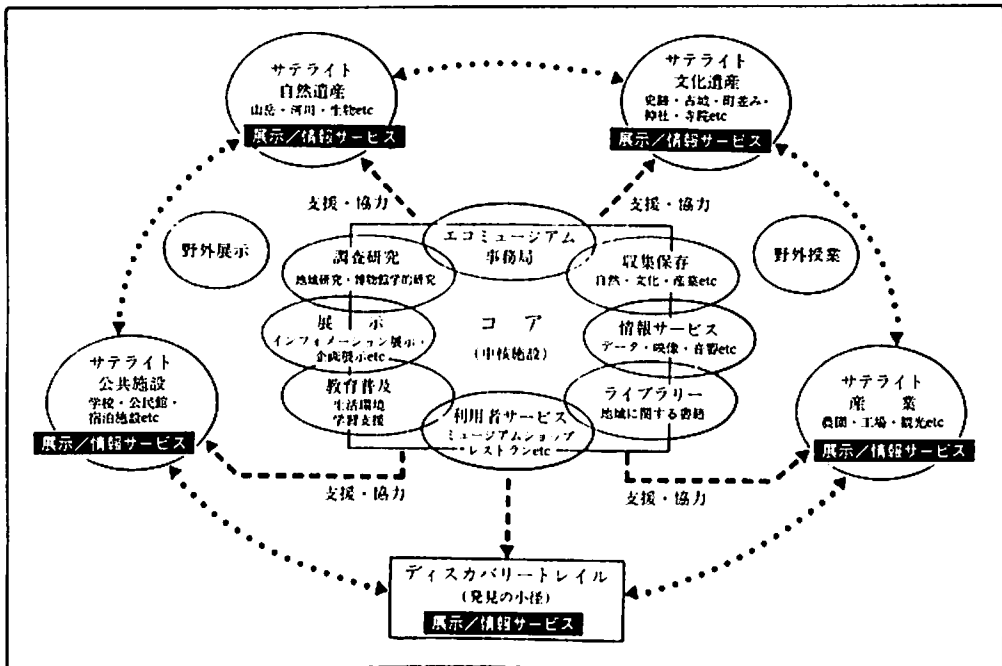 サテライト
自然遺産
山岳・河川・生物etc
展示／情報サービス
サテライト
文化遺産
史跡・古城・町並み・
神社・寺院etc
展示／情報サービス
支援・協力
支援・協力
野外展示
野外授業
エコミュージアム
事務局
調査研究
地域研究・博物館学的研究
収集保存
自然・文化・産業etc
展示
インフォメーション展示・
企画展示etc
コア
(中核施設)
情報サービス
データ・映像・音響etc
教育普及
生活環境
学習支援
利用者サービス
ミュージアムショップ
・レストランetc
ライブラリー
地域に関する書籍
サテライト
公共施設
学校・公民館・
宿泊施設etc
展示／情報サービス
サテライト
産業
農園・工場・観光etc
展示／情報サービス
支援・協力
支援・協力
ディスカバリートレイル
(発見の小径)
展示／情報サービス